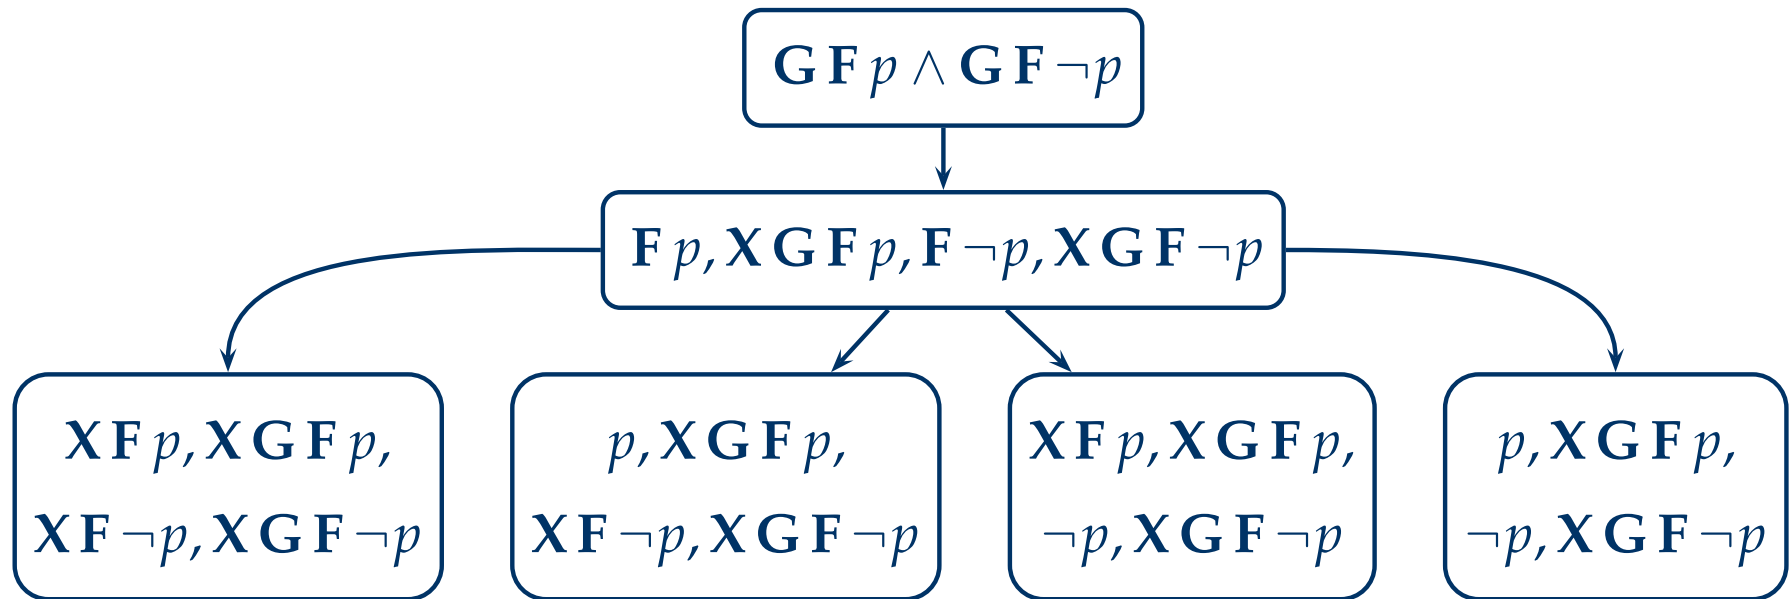 G F p ∧ G F ¬p
F p, X G F p, F ¬p, X G F ¬p
X F p, X G F p,
X F ¬p, X G F ¬p
p, X G F p,
X F ¬p, X G F ¬p
X F p, X G F p,
¬p, X G F ¬p
p, X G F p,
¬p, X G F ¬p